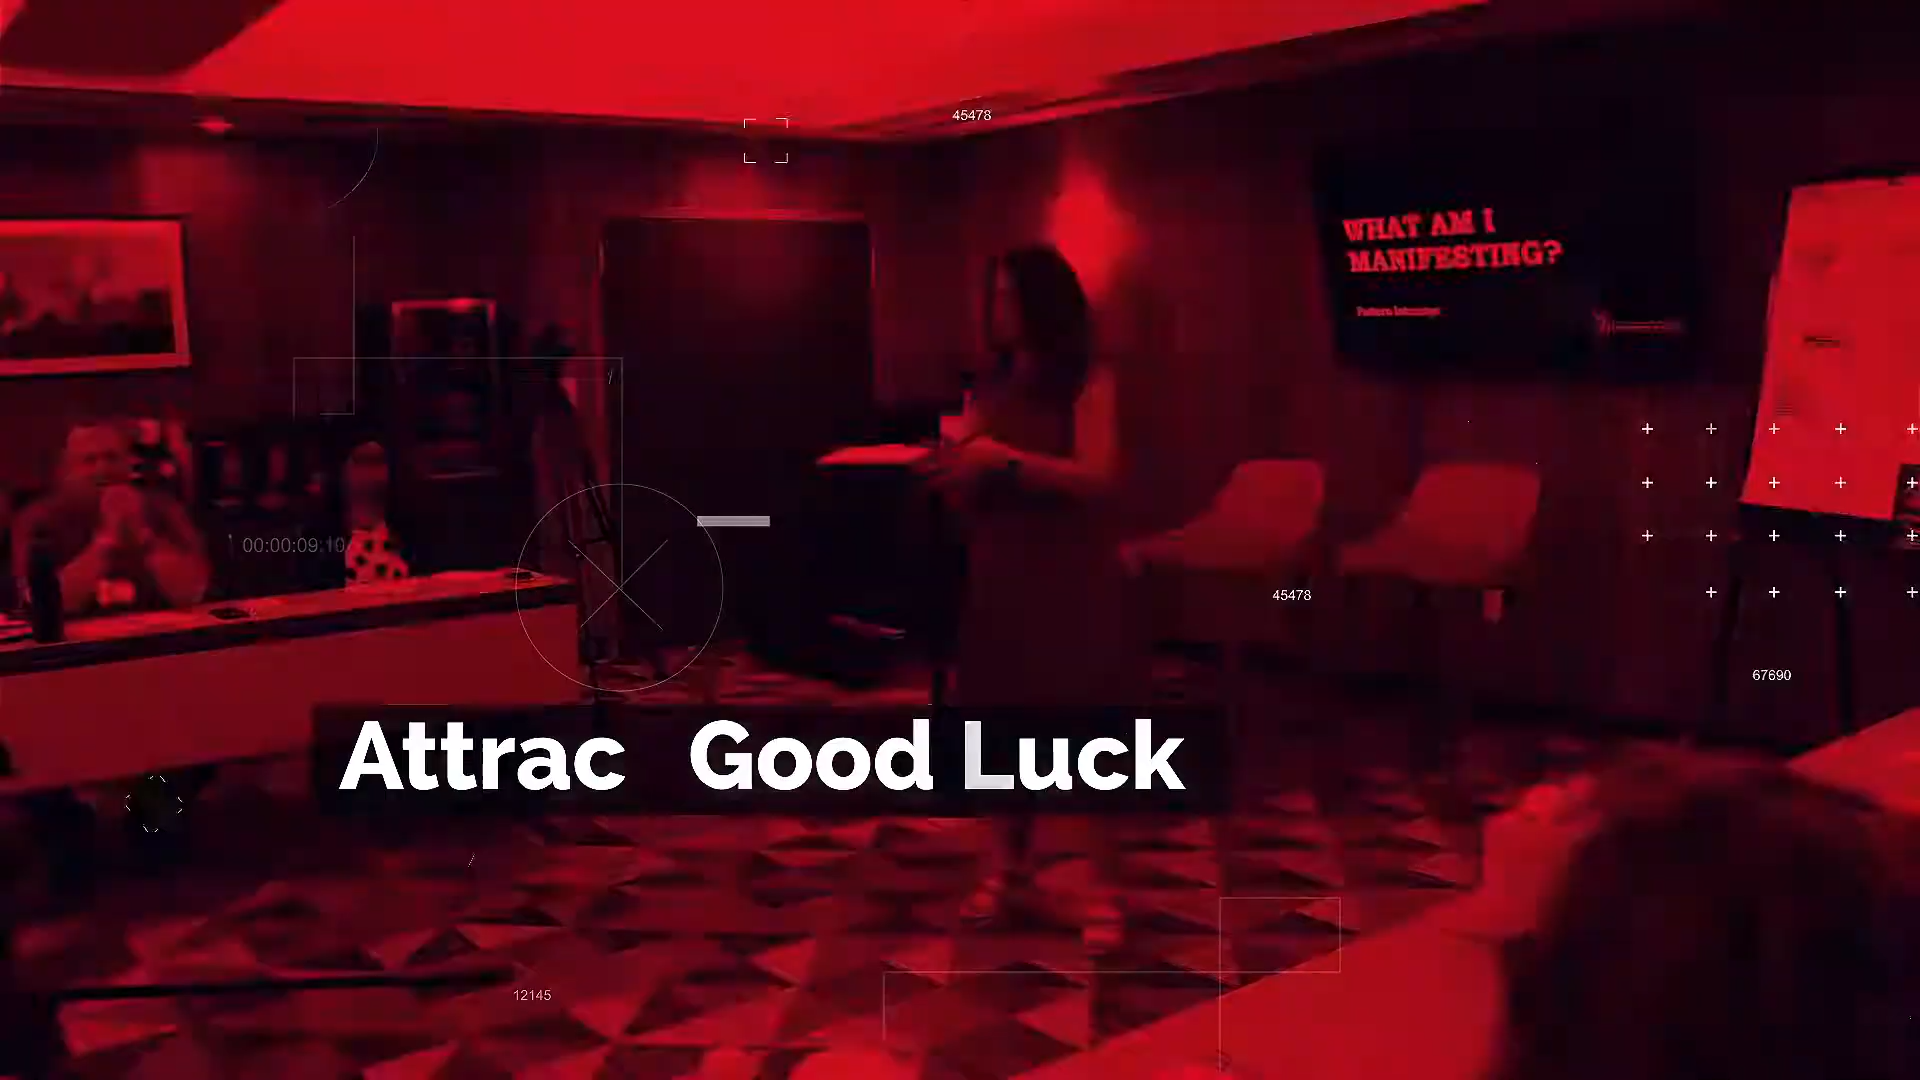 45478
WHAT AM I
MANIFESTING?
00:00:09:10
45478
67690
Attrac Good Luck
12145